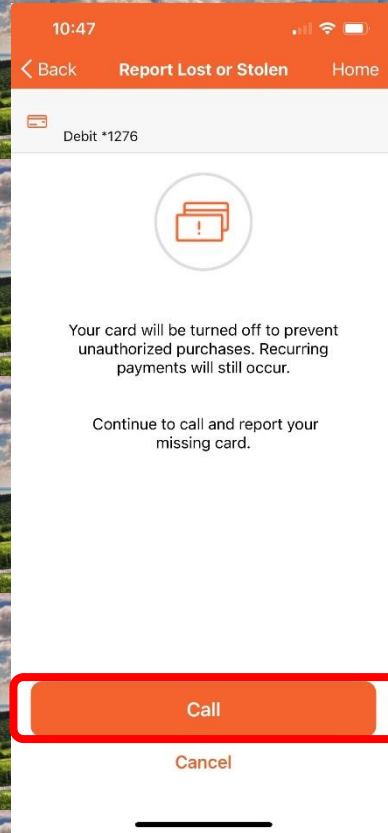 10:47
Back Report Lost or Stolen Home
Debit *1276
Your card will be turned off to prevent
unauthorized purchases. Recurring
payments will still occur.
Continue to call and report your
missing card.
Call
Cancel